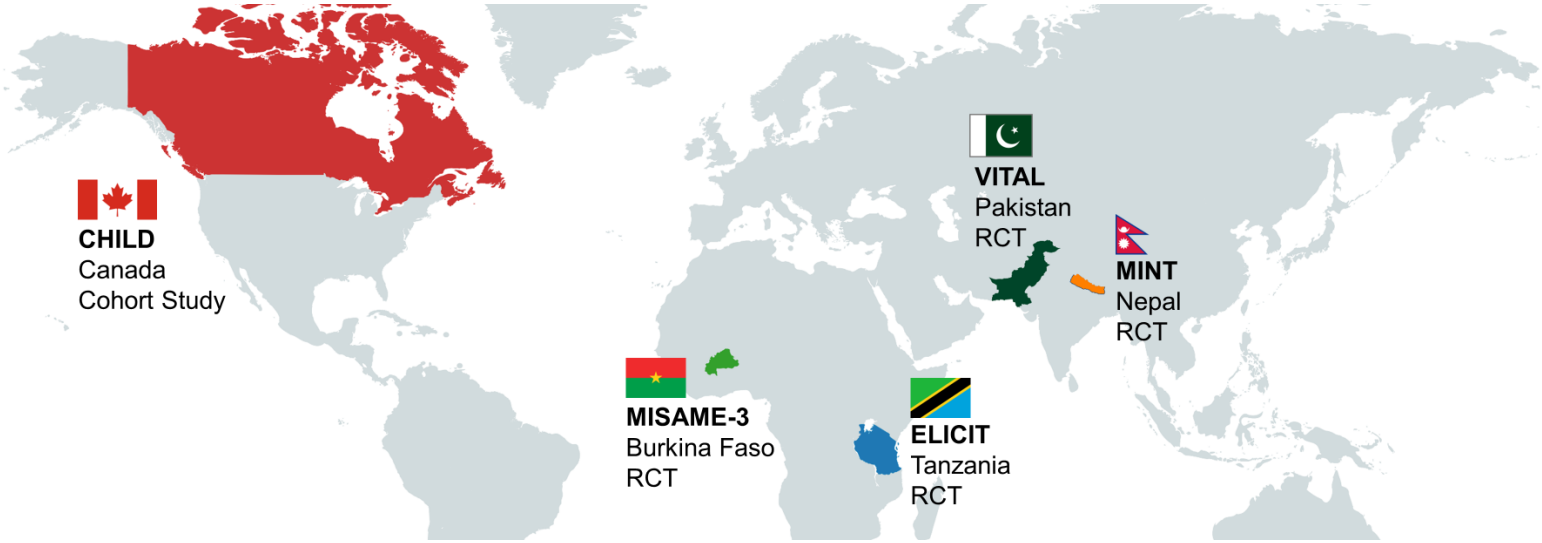 CHILD
Canada
Cohort Study
VITAL
Pakistan
RCT
MINT
Nepal
RCT
MISAME-3
Burkina Faso
RCT
ELICIT
Tanzania
RCT